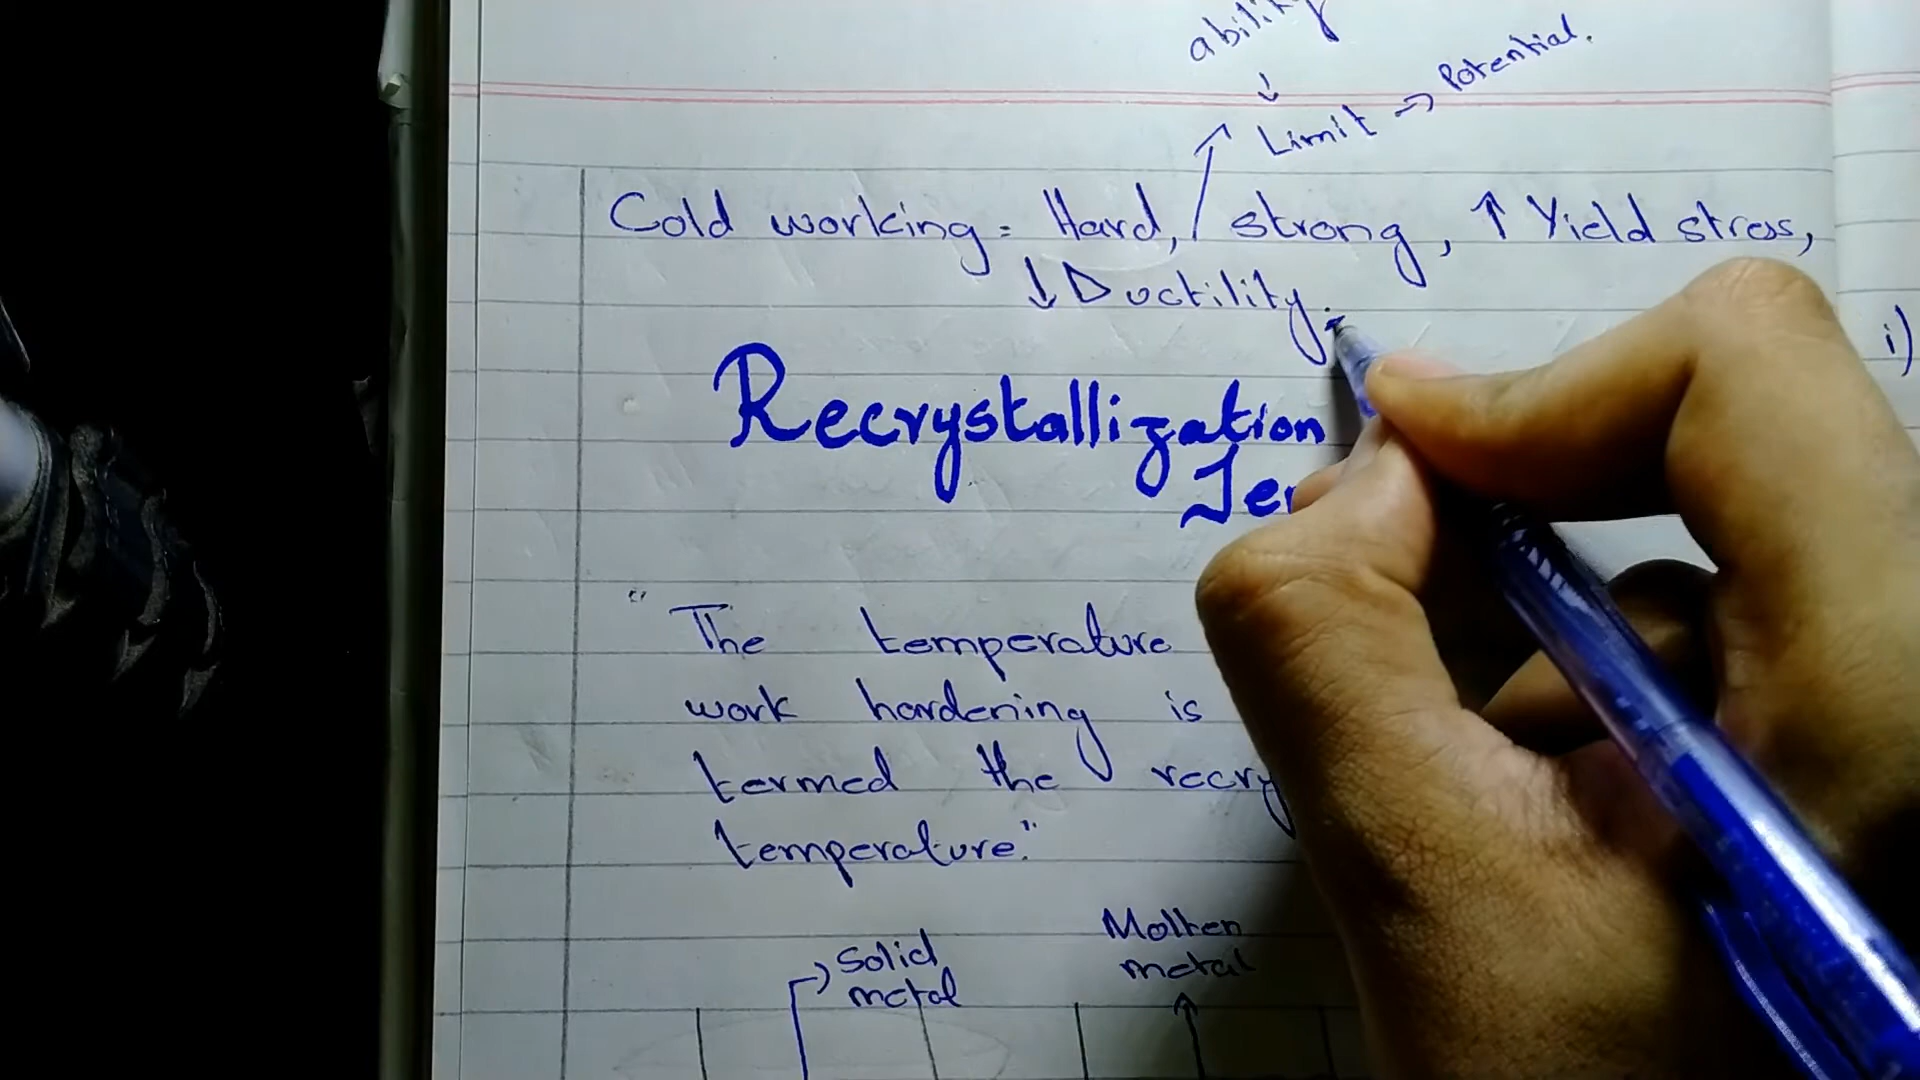 ability
↓
Limit → Potential.
Cold working = Hard, strong, ↑ Yield stress,
↓ Ductility.
Recrystallization
"The temperature
work hardening is
termed the
temperature."
Solid
metal
Molten
metal
i)